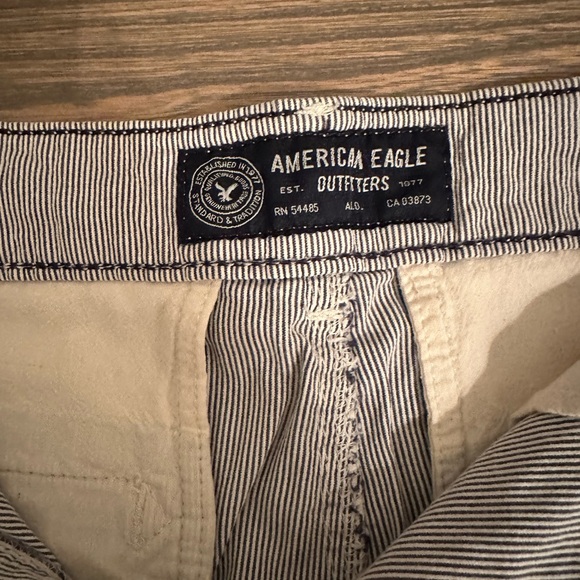 ESTABLISHED IN 1977
STANDARD & TRADITION
AMERICAN EAGLE
EST. OUTFITTERS 1977
RN 54485 ALD. CA 03873